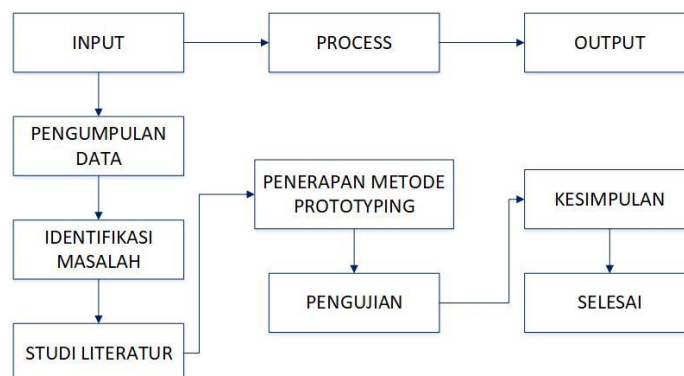 INPUT
PROCESS
OUTPUT
PENGUMPULAN
DATA
IDENTIFIKASI
MASALAH
STUDI LITERATUR
PENERAPAN METODE
PROTOTYPING
PENGUJIAN
KESIMPULAN
SELESAI